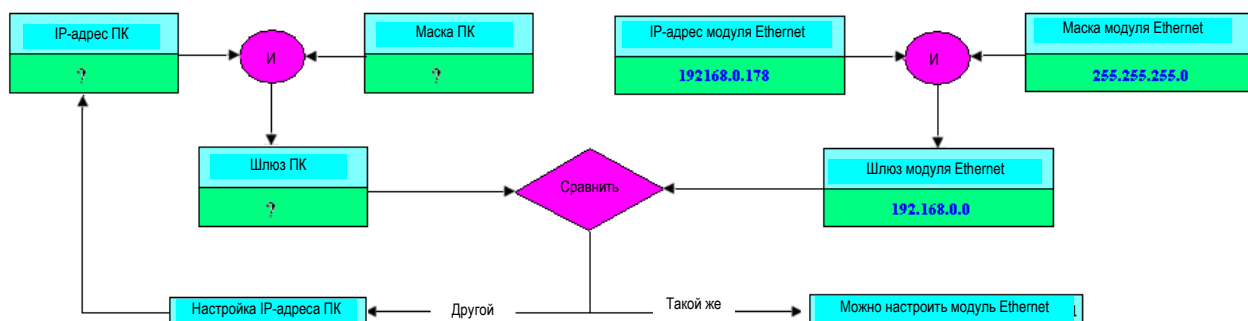 IP-адрес ПК
Маска ПК
IP-адрес модуля Ethernet
Маска модуля Ethernet
И
И
?
?
192168.0.178
255.255.255.0
Шлюз ПК
Сравнить
Шлюз модуля Ethernet
?
192.168.0.0
Настройка IP-адреса ПК
Другой
Такой же
Можно настроить модуль Ethernet